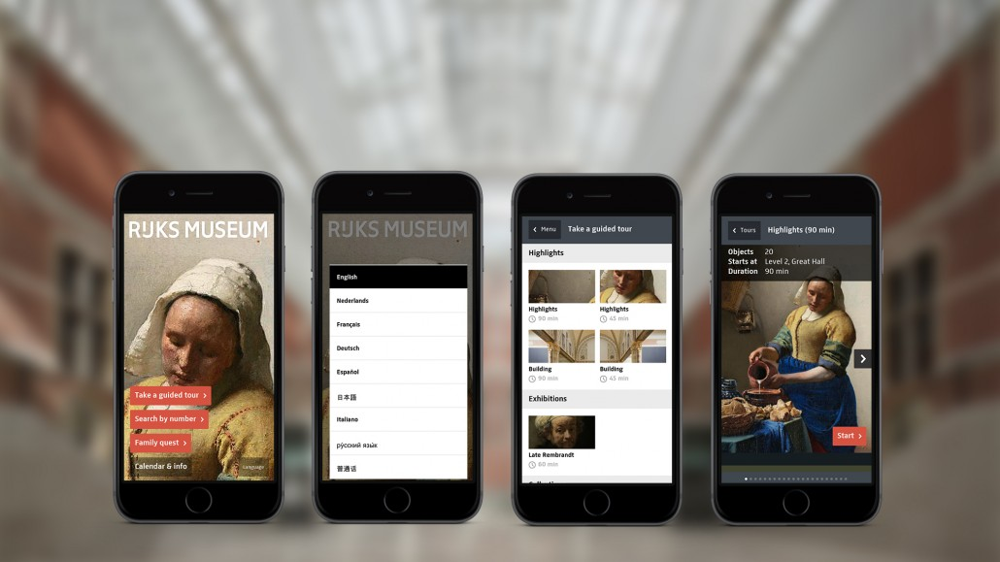 RIJKS MUSEUM
Take a guided tour
Search by number
Family quest
Calendar & info
Language
RIJKS MUSEUM
English
Nederlands
Français
Deutsch
Español
日本語
Italiano
ру́сский язы́к
普通话
Menu
Take a guided tour
Highlights
Highlights
90 min
Highlights
45 min
Building
90 min
Building
45 min
Exhibitions
Late Rembrandt
60 min
Tours
Highlights (90 min)
Objects 20
Starts at Level 2, Great Hall
Duration 90 min
Start